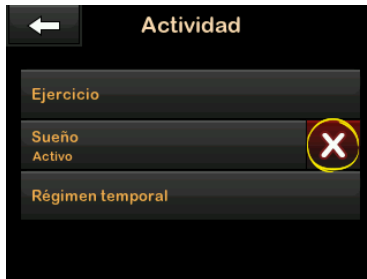 Actividad
Ejercicio
Sueño
Activo
Régimen temporal